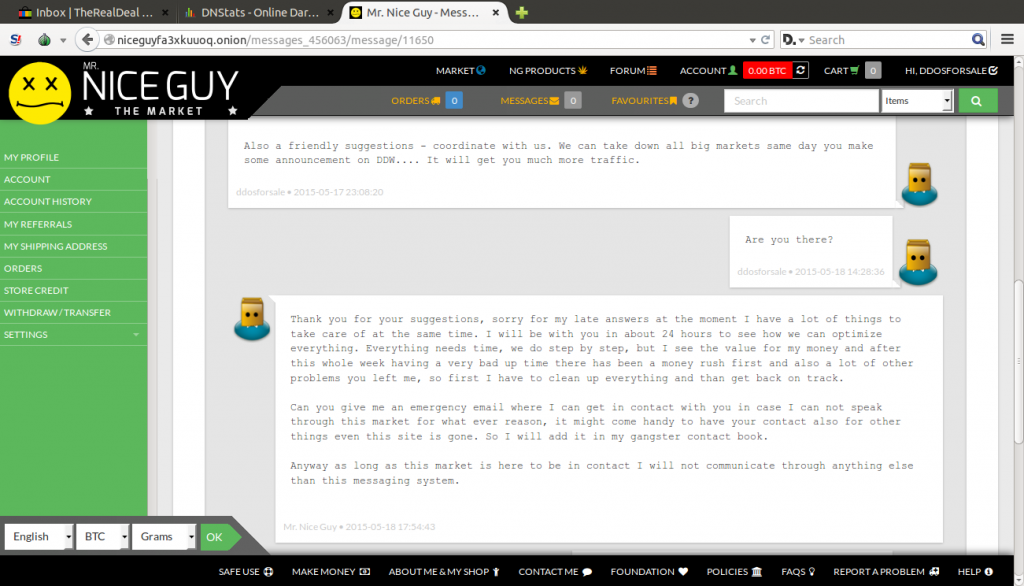 Inbox | TheRealDeal ...
DNStats - Online Dar...
Mr. Nice Guy - Mess...
niceguyfa3xkuuoq.onion/messages_456063/message/11650
Search
MR.
NICE GUY
THE MARKET
MARKET
NG PRODUCTS
FORUM
ACCOUNT
0.00 BTC
CART
0
HI, DDOSFORSALE
ORDERS
0
MESSAGES
0
FAVOURITES
?
Search
Items
MY PROFILE
ACCOUNT
ACCOUNT HISTORY
MY REFERRALS
MY SHIPPING ADDRESS
ORDERS
STORE CREDIT
WITHDRAW / TRANSFER
SETTINGS
Also a friendly suggestions - coordinate with us. We can take down all big markets same day you make
some announcement on DDW.... It will get you much more traffic.
ddosforsale • 2015-05-17 23:08:20
Are you there?
ddosforsale • 2015-05-18 14:28:36
Thank you for your suggestions, sorry for my late answers at the moment I have a lot of things to
take care of at the same time. I will be with you in about 24 hours to see how we can optimize
everything. Everything needs time, we do step by step, but I see the value for my money and after
this whole week having a very bad up time there has been a money rush first and also a lot of other
problems you left me, so first I have to clean up everything and than get back on track.
Can you give me an emergency email where I can get in contact with you in case I can not speak
through this market for what ever reason, it might come handy to have your contact also for other
things even this site is gone. So I will add it in my gangster contact book.
Anyway as long as this market is here to be in contact I will not communicate through anything else
than this messaging system.
Mr. Nice Guy • 2015-05-18 17:54:43
English
BTC
Grams
OK
SAFE USE
MAKE MONEY
ABOUT ME & MY SHOP
CONTACT ME
FOUNDATION
POLICIES
FAQS
REPORT A PROBLEM
HELP